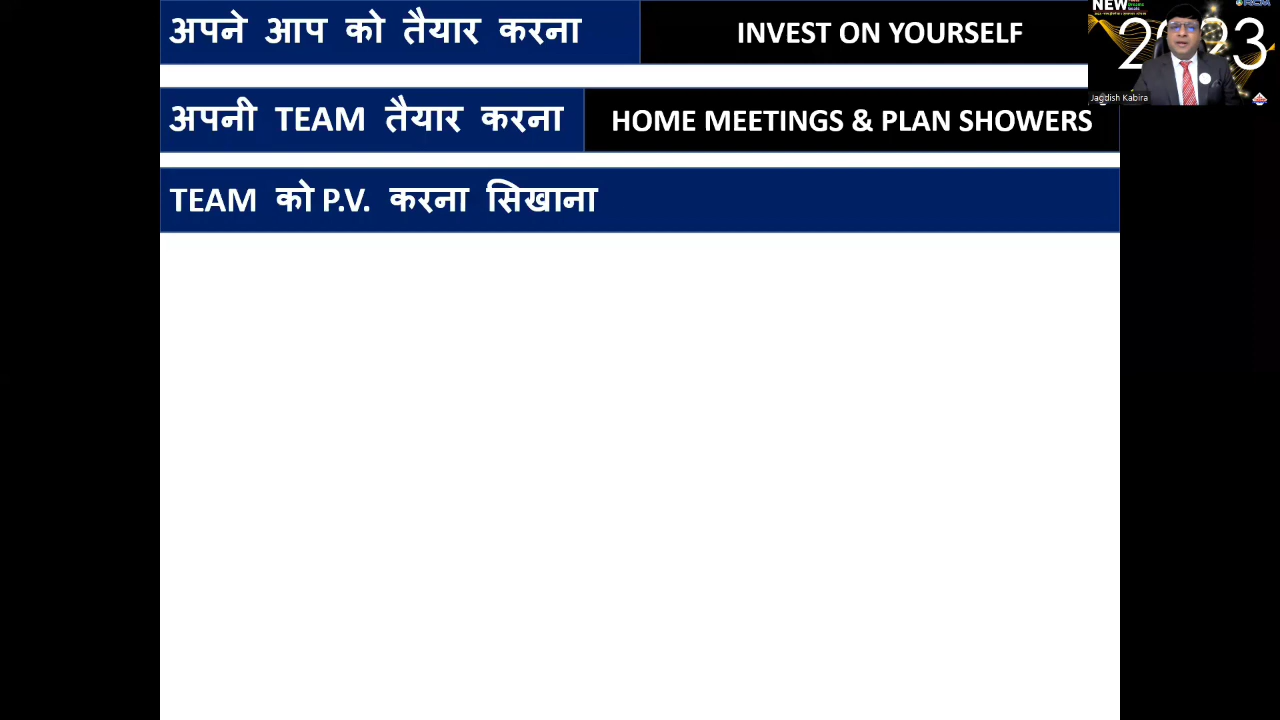 अपने आप को तैयार करना INVEST ON YOURSELF
अपनी TEAM तैयार करना HOME MEETINGS & PLAN SHOWERS
TEAM को P.V. करना सिखाना
NEW
RCM
2023
Jagdish Kabira